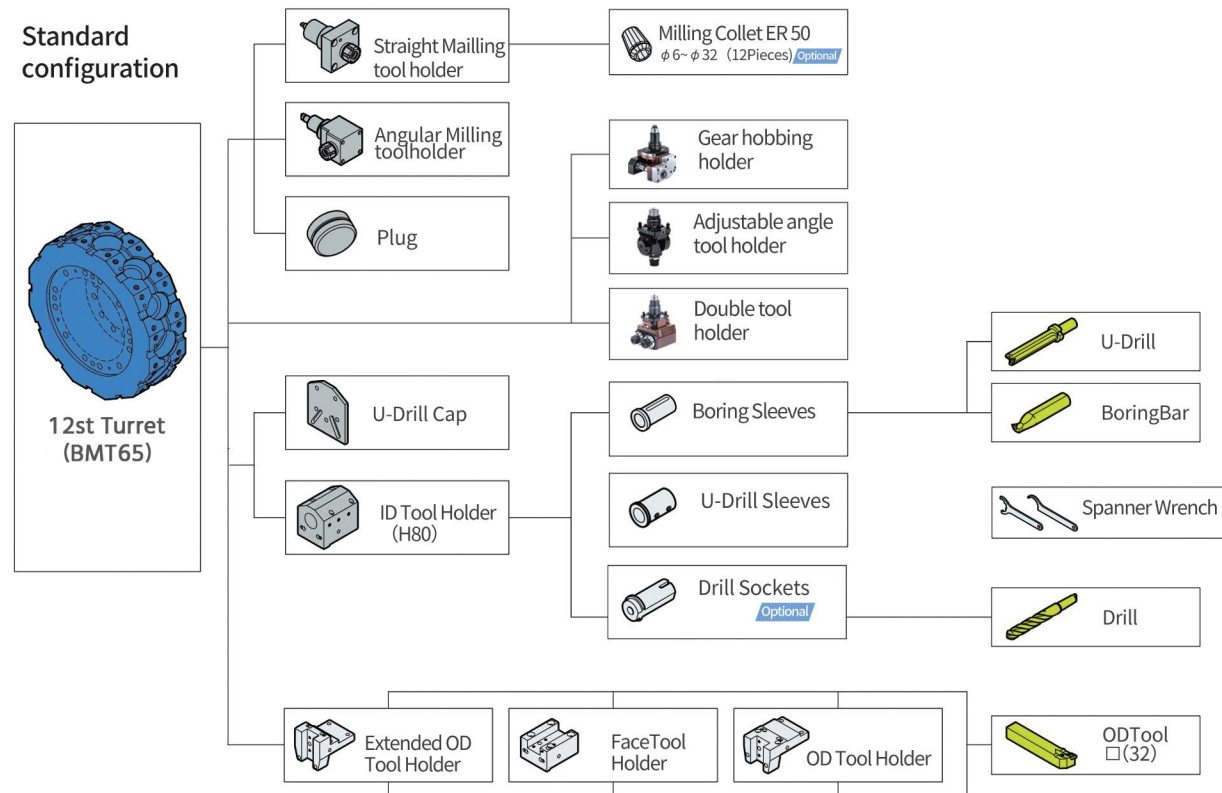 Standard
configuration
Straight Mailling
tool holder
Milling Collet ER 50
φ 6~ φ 32 (12Pieces) Optional
Angular Milling
toolholder
Gear hobbing
holder
Plug
Adjustable angle
tool holder
Double tool
holder
12st Turret
(BMT65)
U-Drill
U-Drill Cap
Boring Sleeves
BoringBar
ID Tool Holder
(H80)
U-Drill Sleeves
Spanner Wrench
Drill Sockets
Optional
Drill
Extended OD
Tool Holder
FaceTool
Holder
OD Tool Holder
ODTool
□(32)